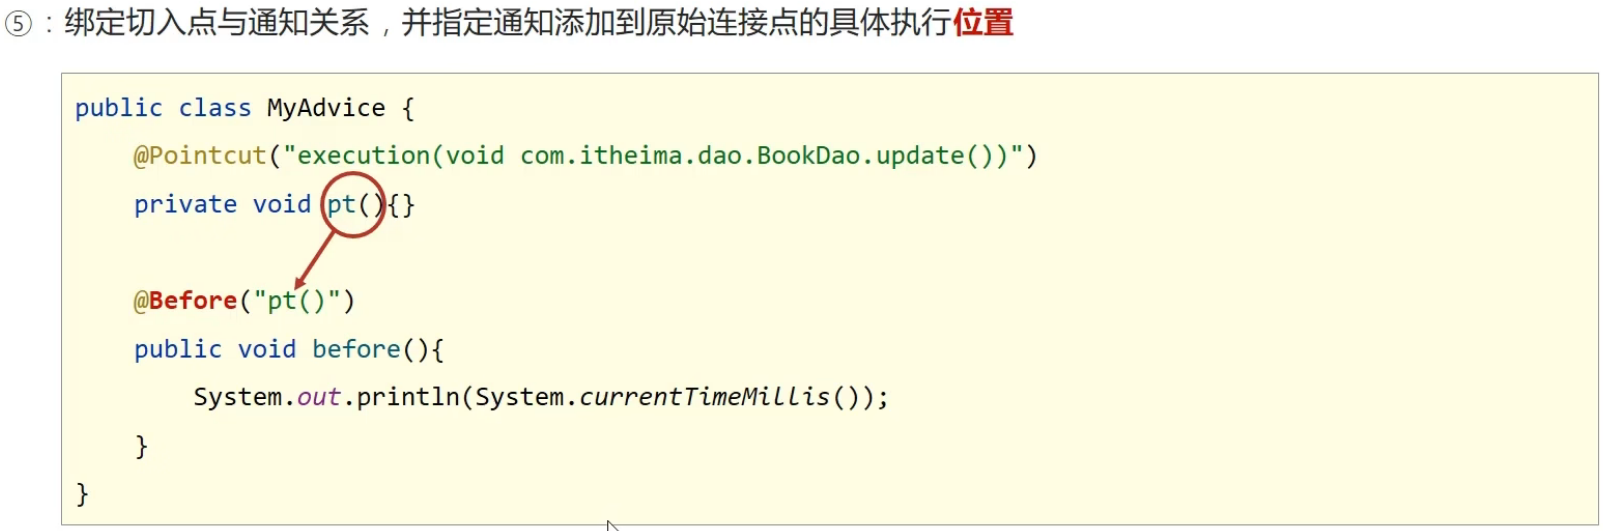 ⑤：绑定切入点与通知关系，并指定通知添加到原始连接点的具体执行位置
public class MyAdvice {
@Pointcut("execution(void com.itheima.dao.BookDao.update())")
private void pt(){}
@Before("pt()")
public void before(){
System.out.println(System.currentTimeMillis());
}
}